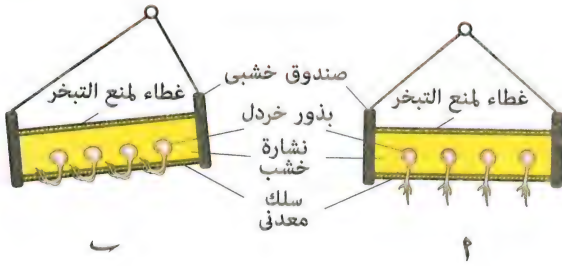 صندوق خشبى
غطاء لمنع التبخر
غطاء لمنع التبخر
بذور خردل
نشارة
خشب
سلك
معدنى
م
ب